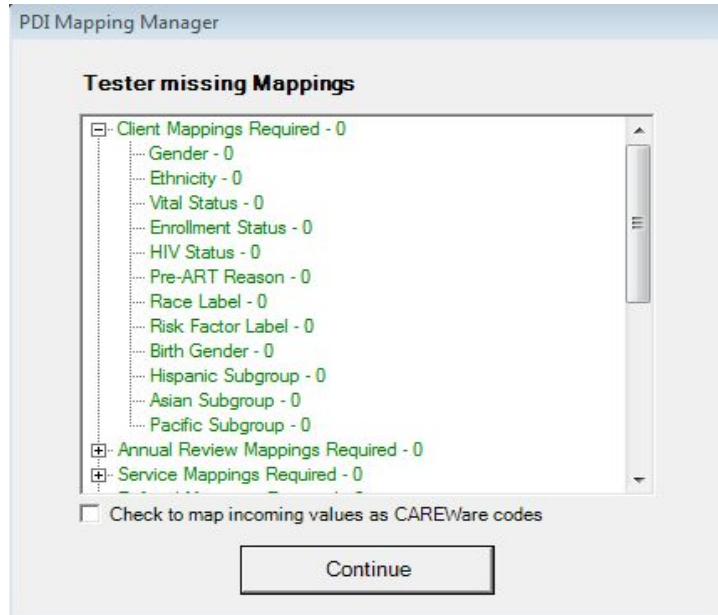 PDI Mapping Manager
Tester missing Mappings
Client Mappings Required - 0
Gender - 0
Ethnicity - 0
Vital Status - 0
Enrollment Status - 0
HIV Status - 0
Pre-ART Reason - 0
Race Label - 0
Risk Factor Label - 0
Birth Gender - 0
Hispanic Subgroup - 0
Asian Subgroup - 0
Pacific Subgroup - 0
Annual Review Mappings Required - 0
Service Mappings Required - 0
Check to map incoming values as CAREWare codes
Continue